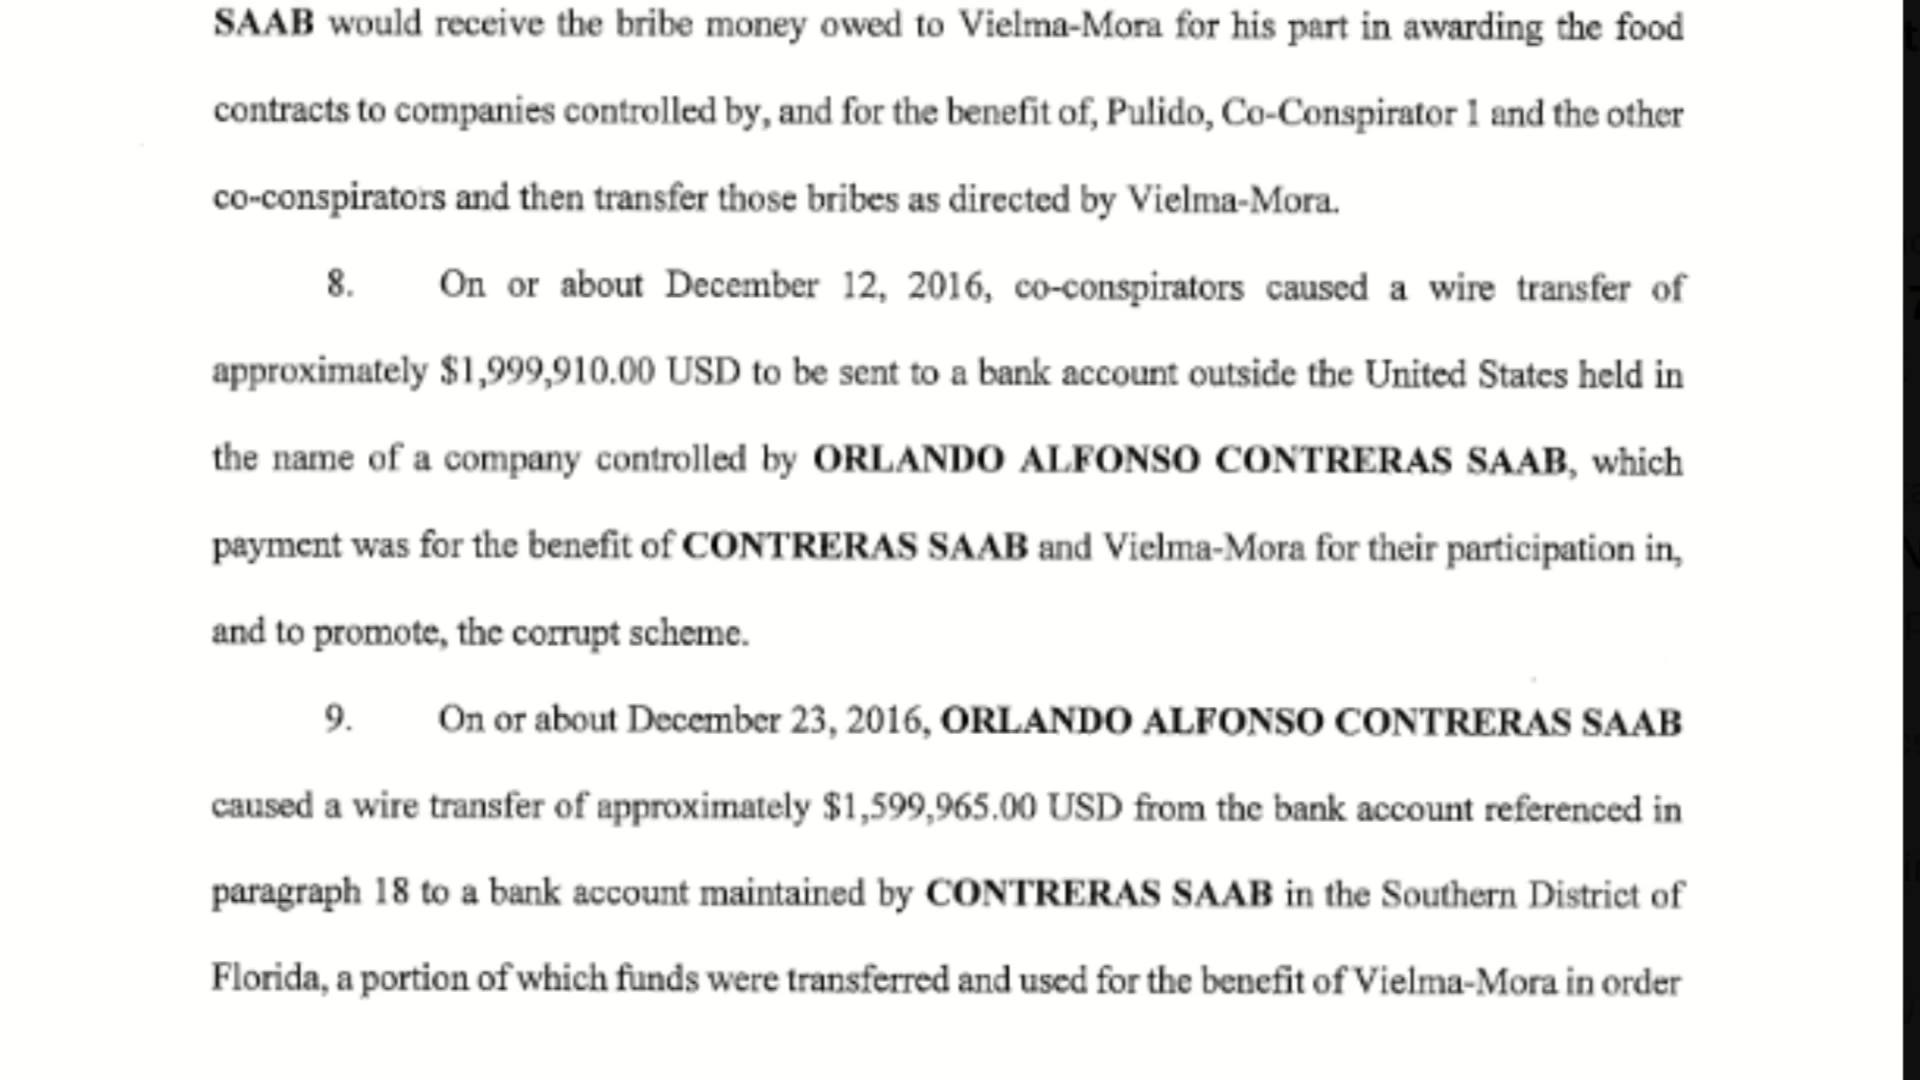 SAAB would receive the bribe money owed to Vielma-Mora for his part in awarding the food
contracts to companies controlled by, and for the benefit of, Pulido, Co-Conspirator 1 and the other
co-conspirators and then transfer those bribes as directed by Vielma-Mora.
8. On or about December 12, 2016, co-conspirators caused a wire transfer of
approximately $1,999,910.00 USD to be sent to a bank account outside the United States held in
the name of a company controlled by ORLANDO ALFONSO CONTRERAS SAAB, which
payment was for the benefit of CONTRERAS SAAB and Vielma-Mora for their participation in,
and to promote, the corrupt scheme.
9. On or about December 23, 2016, ORLANDO ALFONSO CONTRERAS SAAB
caused a wire transfer of approximately $1,599,965.00 USD from the bank account referenced in
paragraph 18 to a bank account maintained by CONTRERAS SAAB in the Southern District of
Florida, a portion of which funds were transferred and used for the benefit of Vielma-Mora in order